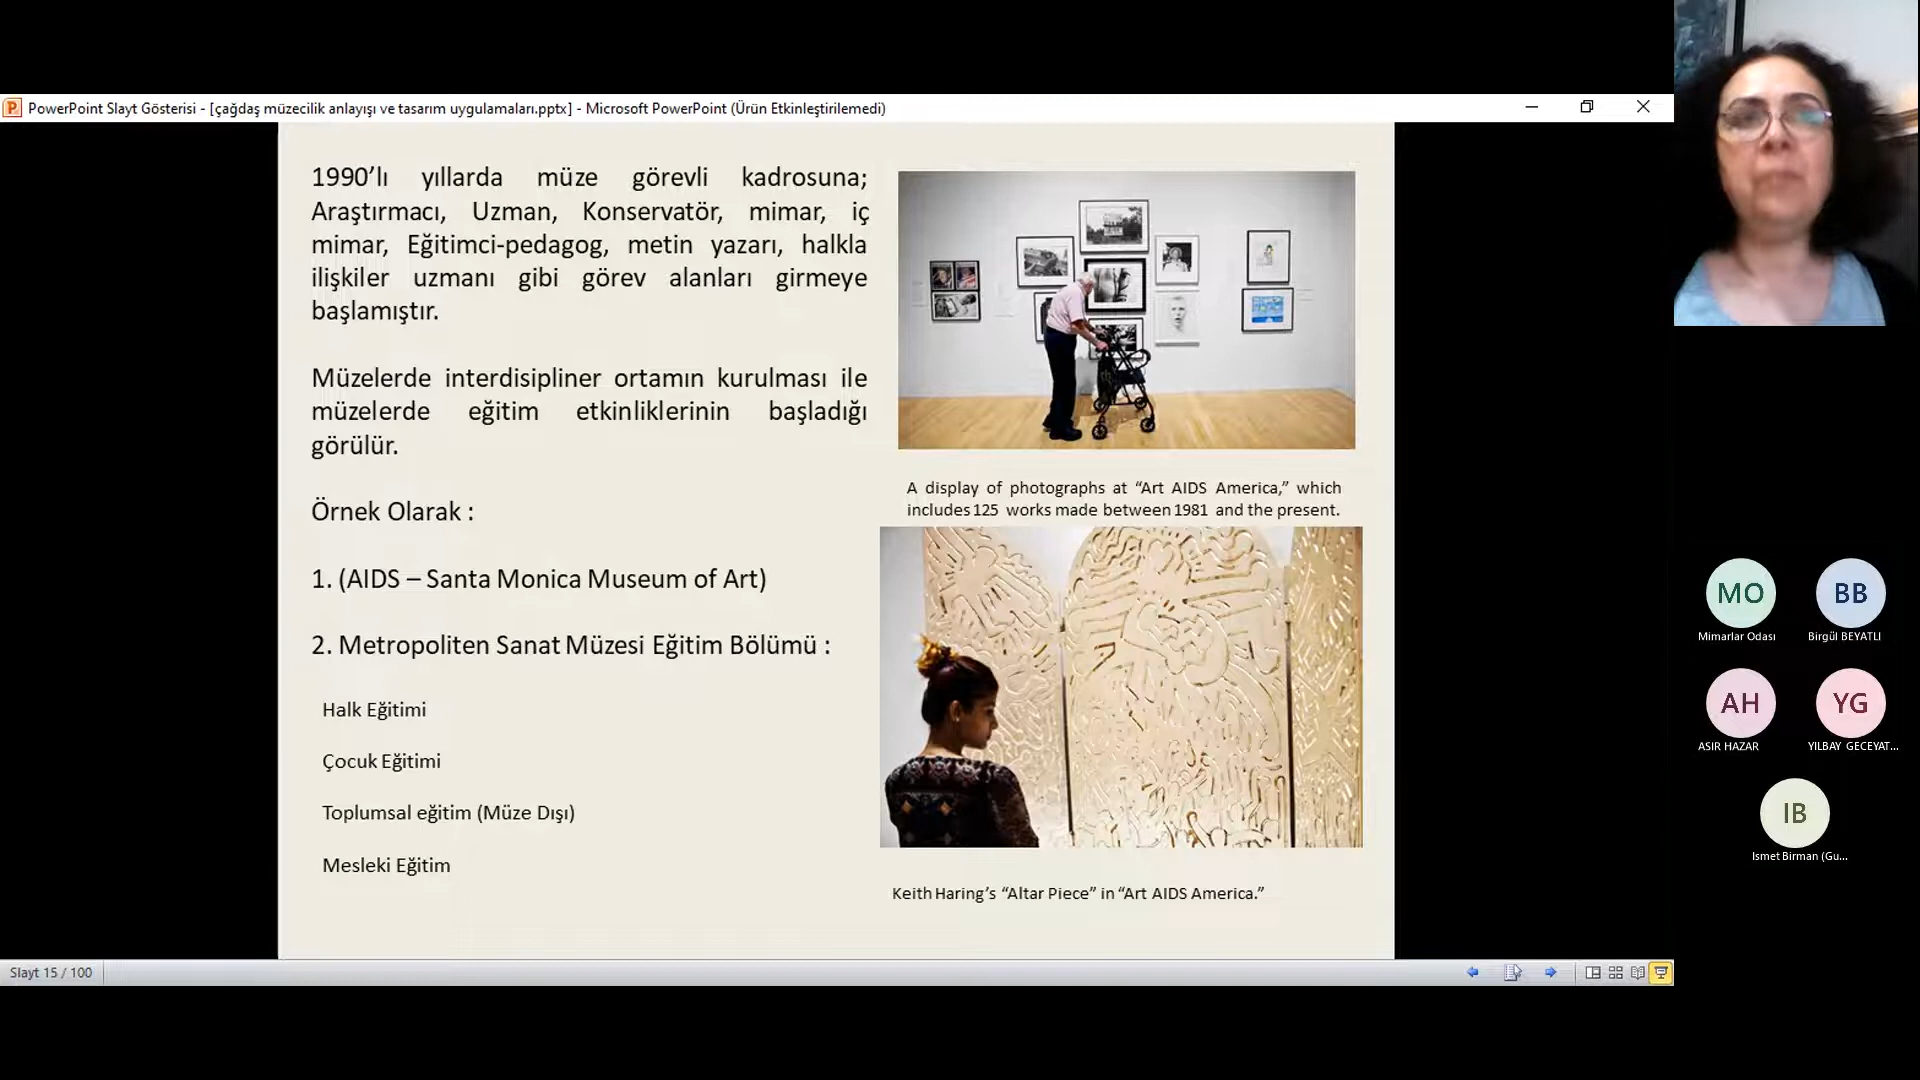 PowerPoint Slayt Gösterisi - [çağdaş müzecilik anlayışı ve tasarım uygulamaları.pptx] - Microsoft PowerPoint (Ürün Etkinleştirilemedi)
1990’lı yıllarda müze görevli kadrosuna;
Araştırmacı, Uzman, Konservatör, mimar, iç
mimar, Eğitimci-pedagog, metin yazarı, halkla
ilişkiler uzmanı gibi görev alanları girmeye
başlamıştır.
Müzelerde interdisipliner ortamın kurulması ile
müzelerde eğitim etkinliklerinin başladığı
görülür.
Örnek Olarak :
1. (AIDS – Santa Monica Museum of Art)
2. Metropoliten Sanat Müzesi Eğitim Bölümü :
Halk Eğitimi
Çocuk Eğitimi
Toplumsal eğitim (Müze Dışı)
Mesleki Eğitim
A display of photographs at “Art AIDS America,” which
includes 125 works made between 1981 and the present.
Keith Haring’s “Altar Piece” in “Art AIDS America.”
Slayt 15 / 100
MO
Mimarlar Odası
BB
Birgül BEYATLI
AH
ASIR HAZAR
YG
YILBAY GECEYAT...
IB
Ismet Birman (Gu...